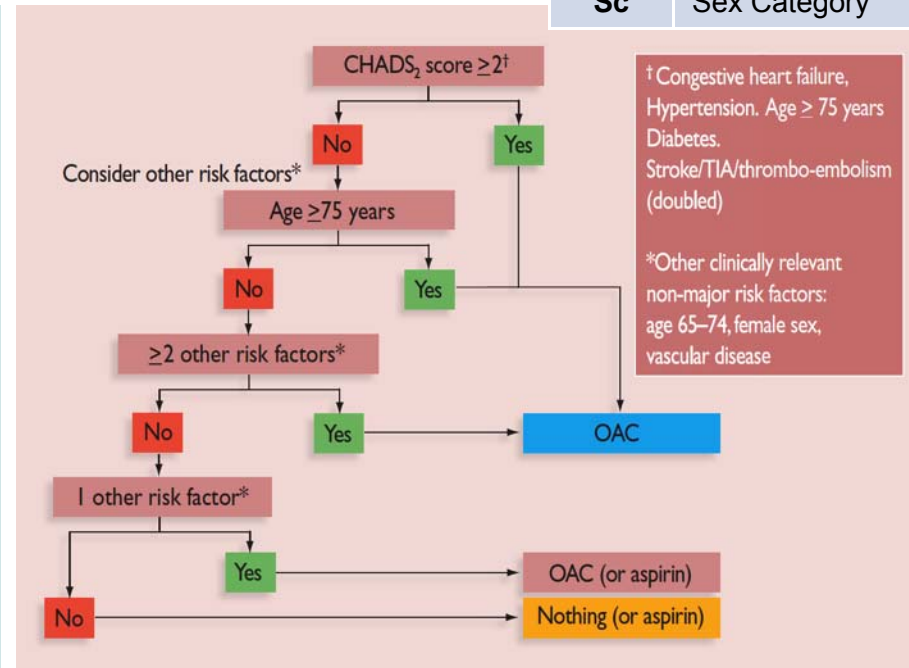 Sc Sex Category
CHADS2 score ≥2†
No
Yes
Consider other risk factors*
Age ≥75 years
No
Yes
≥2 other risk factors*
No
Yes
OAC
1 other risk factor*
Yes
OAC (or aspirin)
No
Nothing (or aspirin)
† Congestive heart failure,
Hypertension. Age ≥ 75 years
Diabetes.
Stroke/TIA/thrombo-embolism
(doubled)
*Other clinically relevant
non-major risk factors:
age 65–74, female sex,
vascular disease